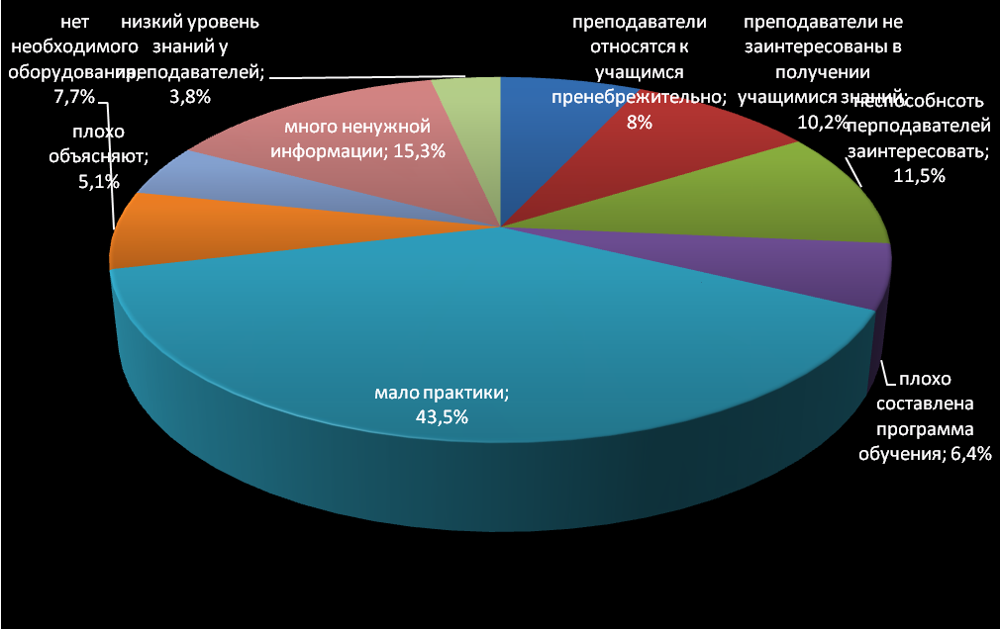 нет
необходимого
оборудования;
7,7%
низкий уровень
знаний у
преподавателей;
3,8%
преподаватели
относятся к
учащимся
пренебрежительно;
8%
преподаватели не
заинтересованы в
получении
учащимися знаний;
10,2%
неспособнсоть
перподавателей
заинтересовать;
11,5%
плохо
объясняют;
5,1%
много ненужной
информации; 15,3%
мало практики;
43,5%
плохо
составлена
программа
обучения; 6,4%